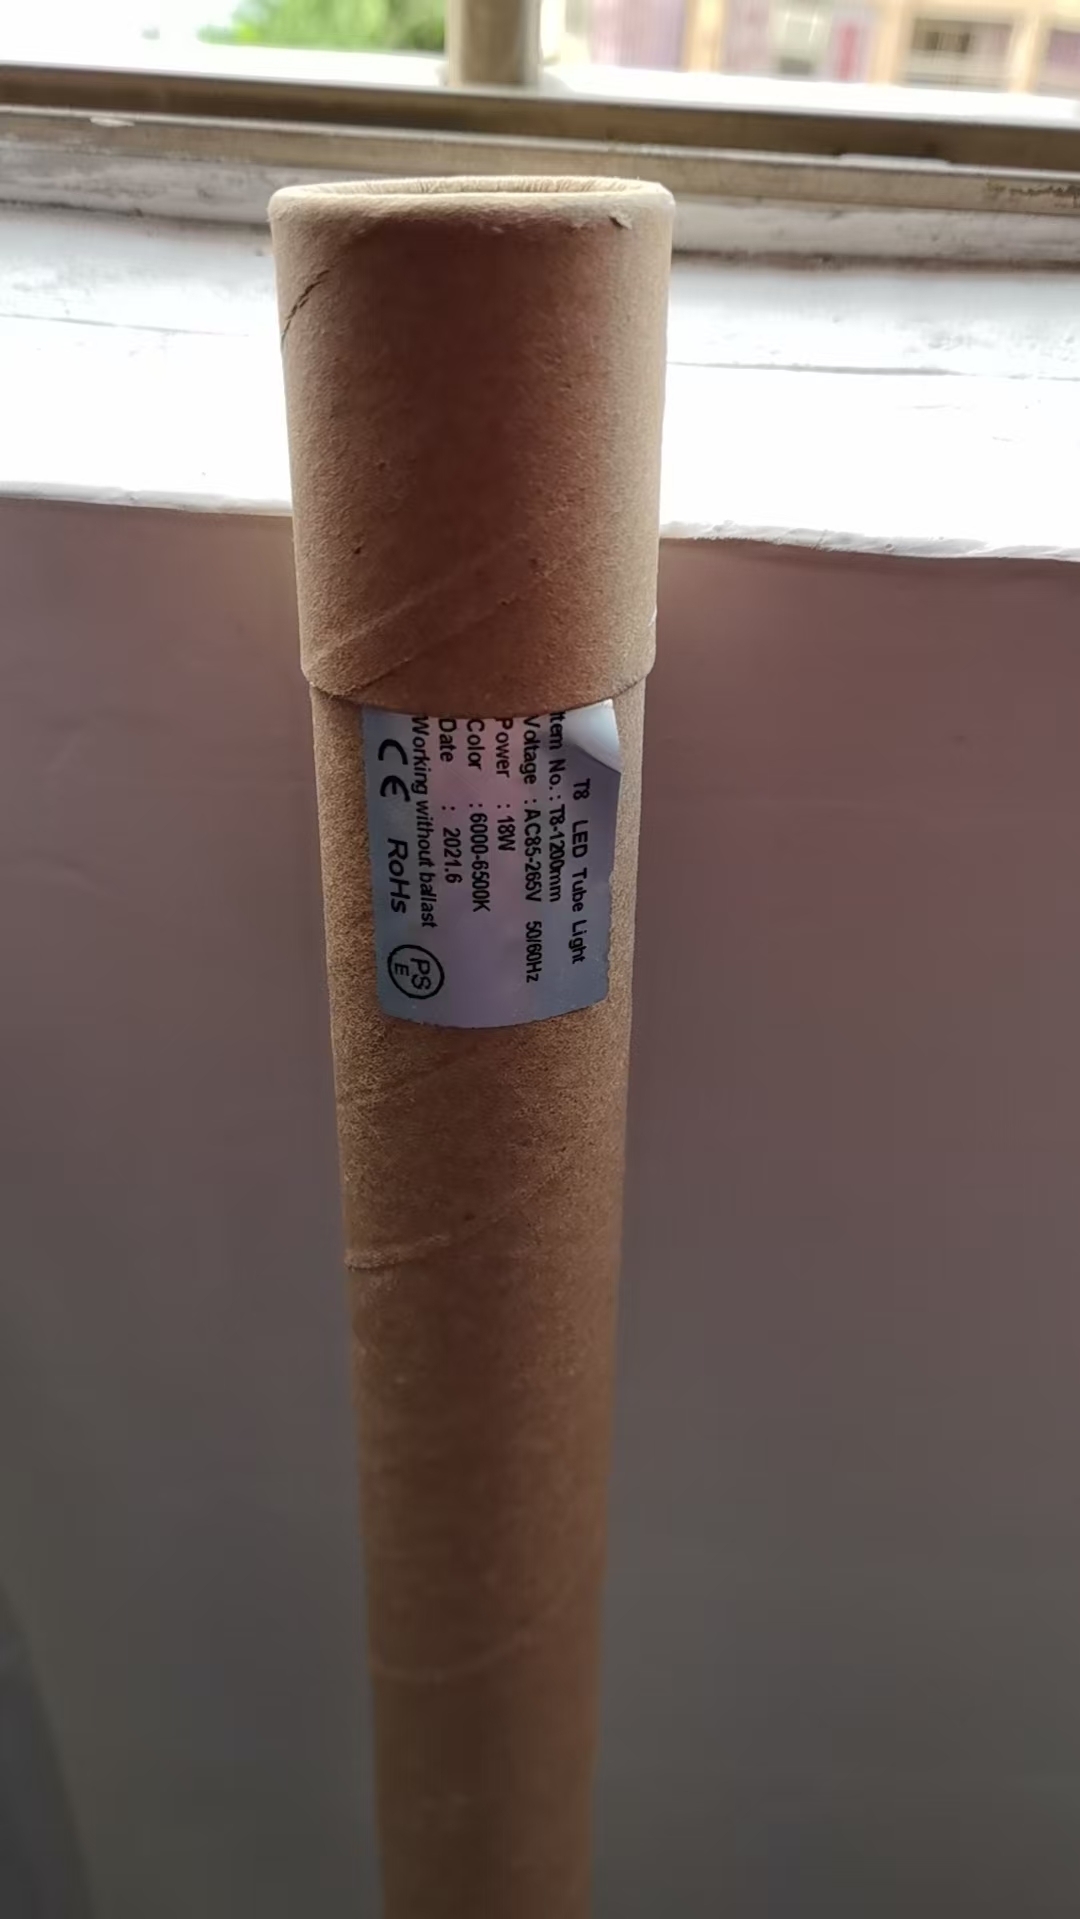 T8 LED Tube Light
Item No. : T8-1200mm
Voltage : AC85-265V 50/60Hz
Power : 18W
Color : 6000-6500K
Date : 2021.6
Working without ballast
CE RoHs PSE